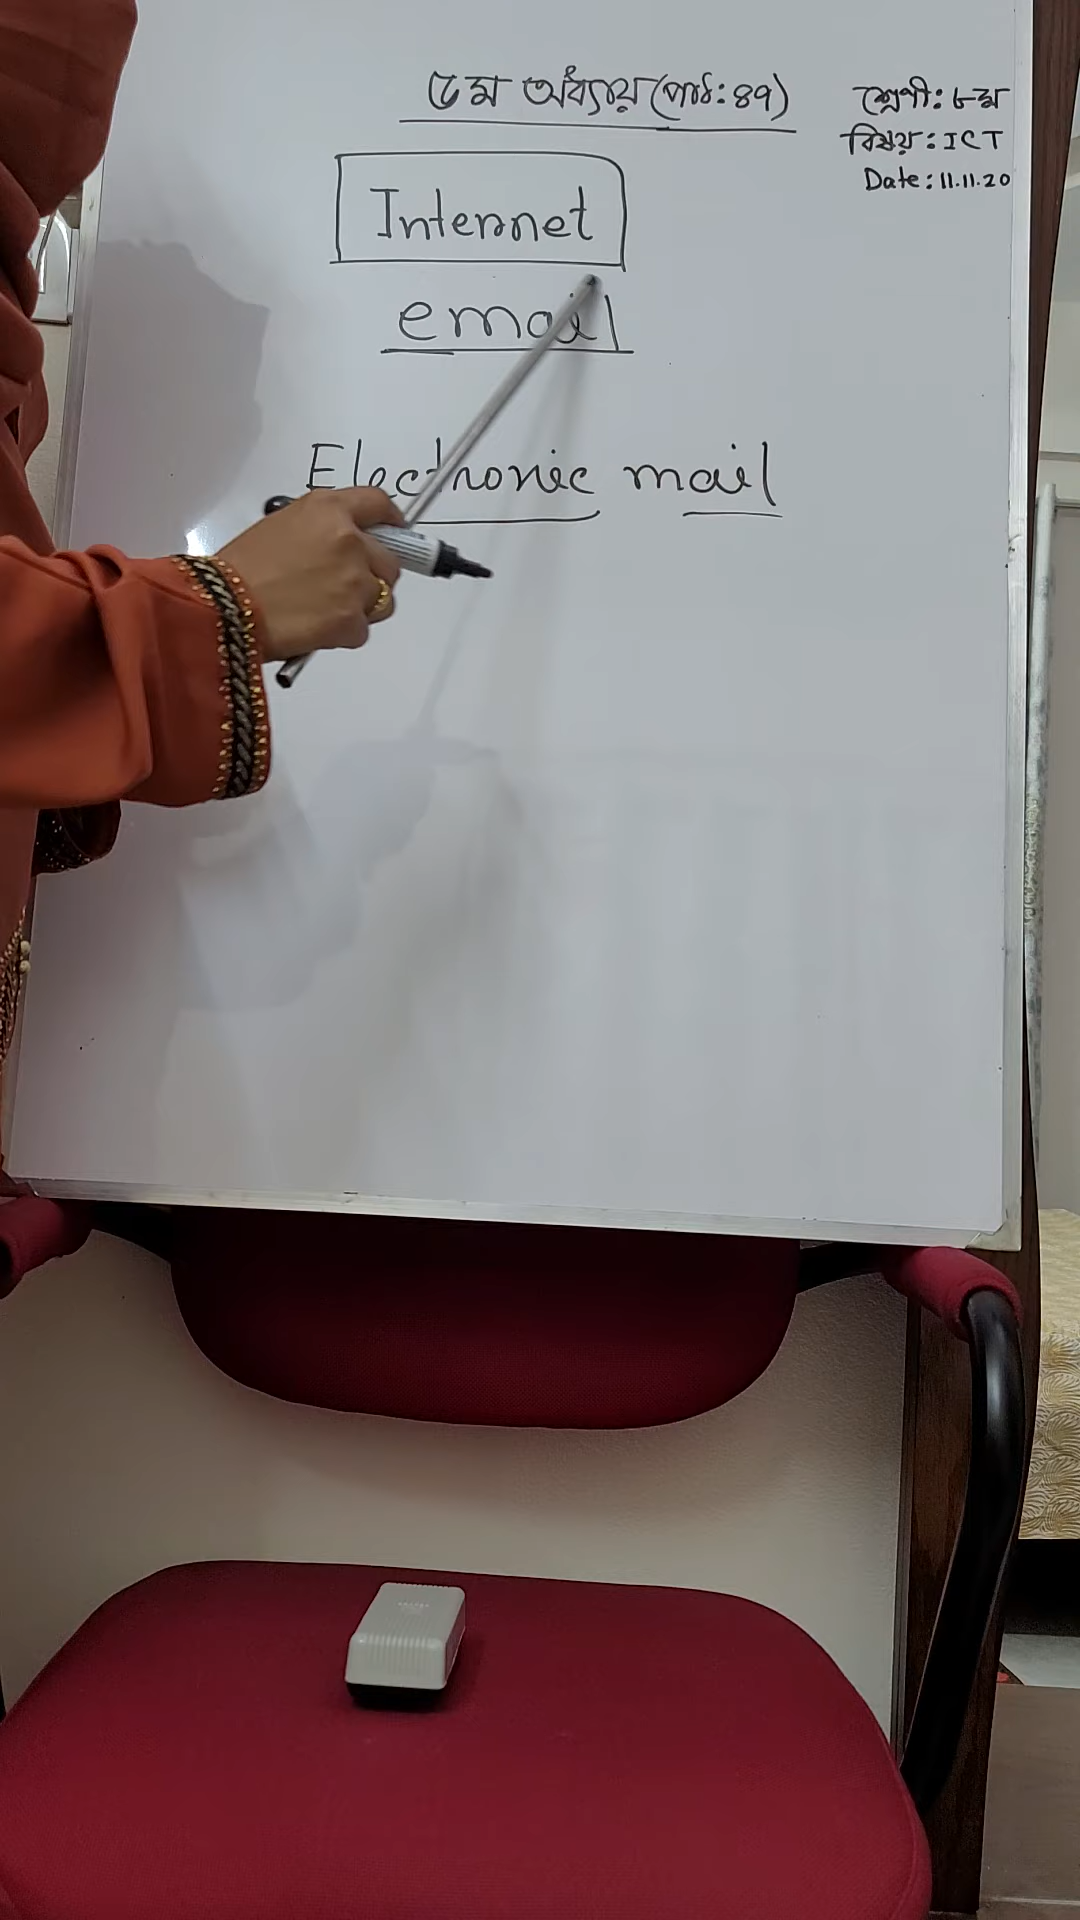 ৫ম অধ্যায় (পাঠ: ৪৭)
শ্রেণী: ৮ম
বিষয়: ICT
Date: 11.11.20
Internet
email
Electronic mail